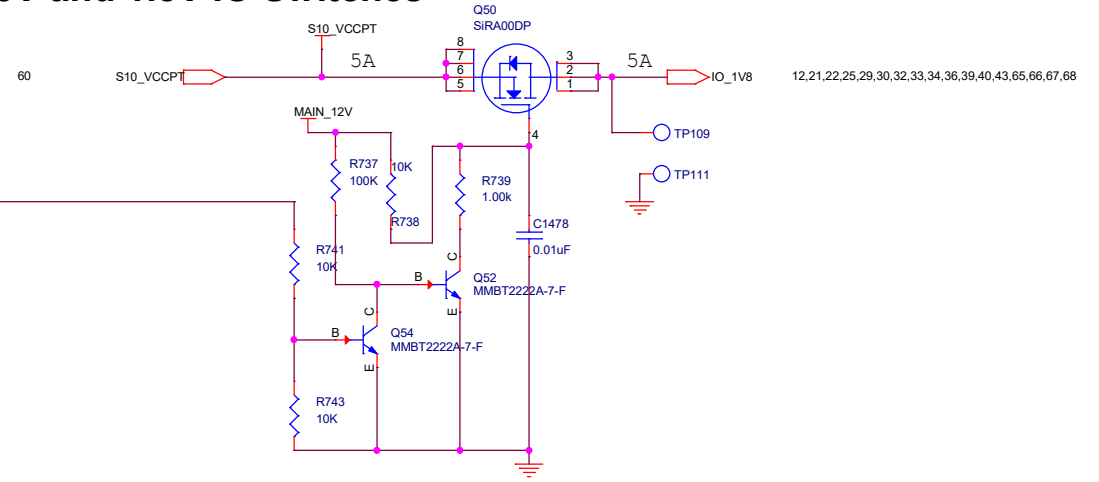 Q50
SiRA00DP
S10_VCCPT
5A
8
7
6
5
3
2
1
5A
60
S10_VCCPT
IO_1V8
12,21,22,25,29,30,32,33,34,36,39,40,43,65,66,67,68
MAIN_12V
4
TP109
R737
100K
10K
R738
R739
1.00k
TP111
C1478
0.01uF
R741
10K
C
B
Q52
MMBT2222A-7-F
E
C
B
Q54
MMBT2222A-7-F
E
R743
10K